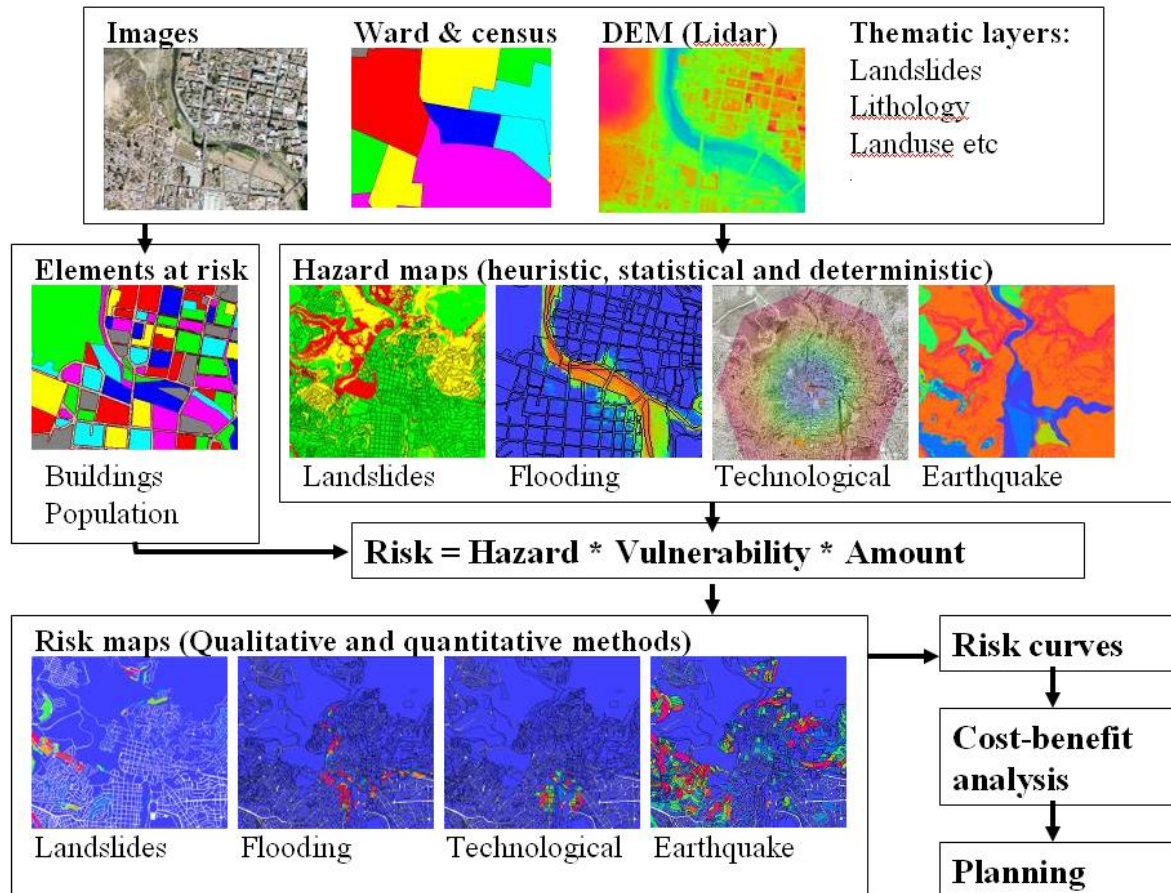 Images
Ward & census
DEM (Lidar)
Thematic layers:
Landslides
Lithology
Landuse etc
.
Elements at risk
Buildings
Population
Hazard maps (heuristic, statistical and deterministic)
Landslides
Flooding
Technological
Earthquake
Risk = Hazard * Vulnerability * Amount
Risk maps (Qualitative and quantitative methods)
Landslides
Flooding
Technological
Earthquake
Risk curves
Cost-benefit
analysis
Planning